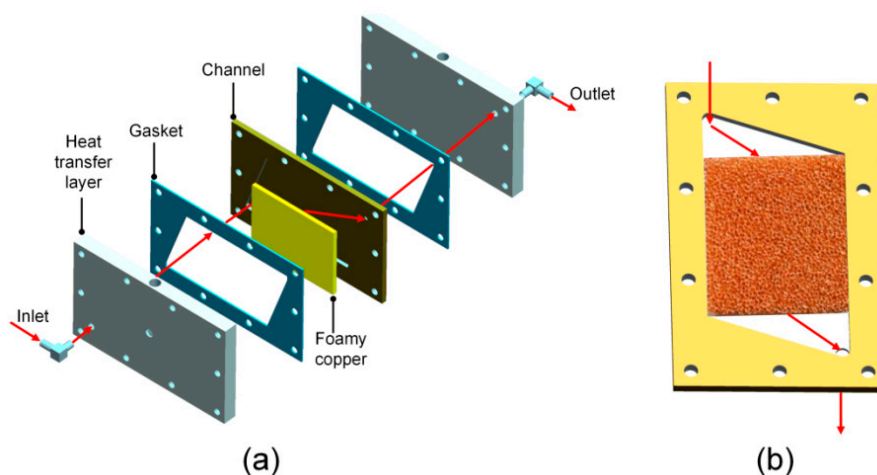 Channel
Outlet
Gasket
Heat
transfer
layer
Inlet
Foamy
copper
(a)
(b)